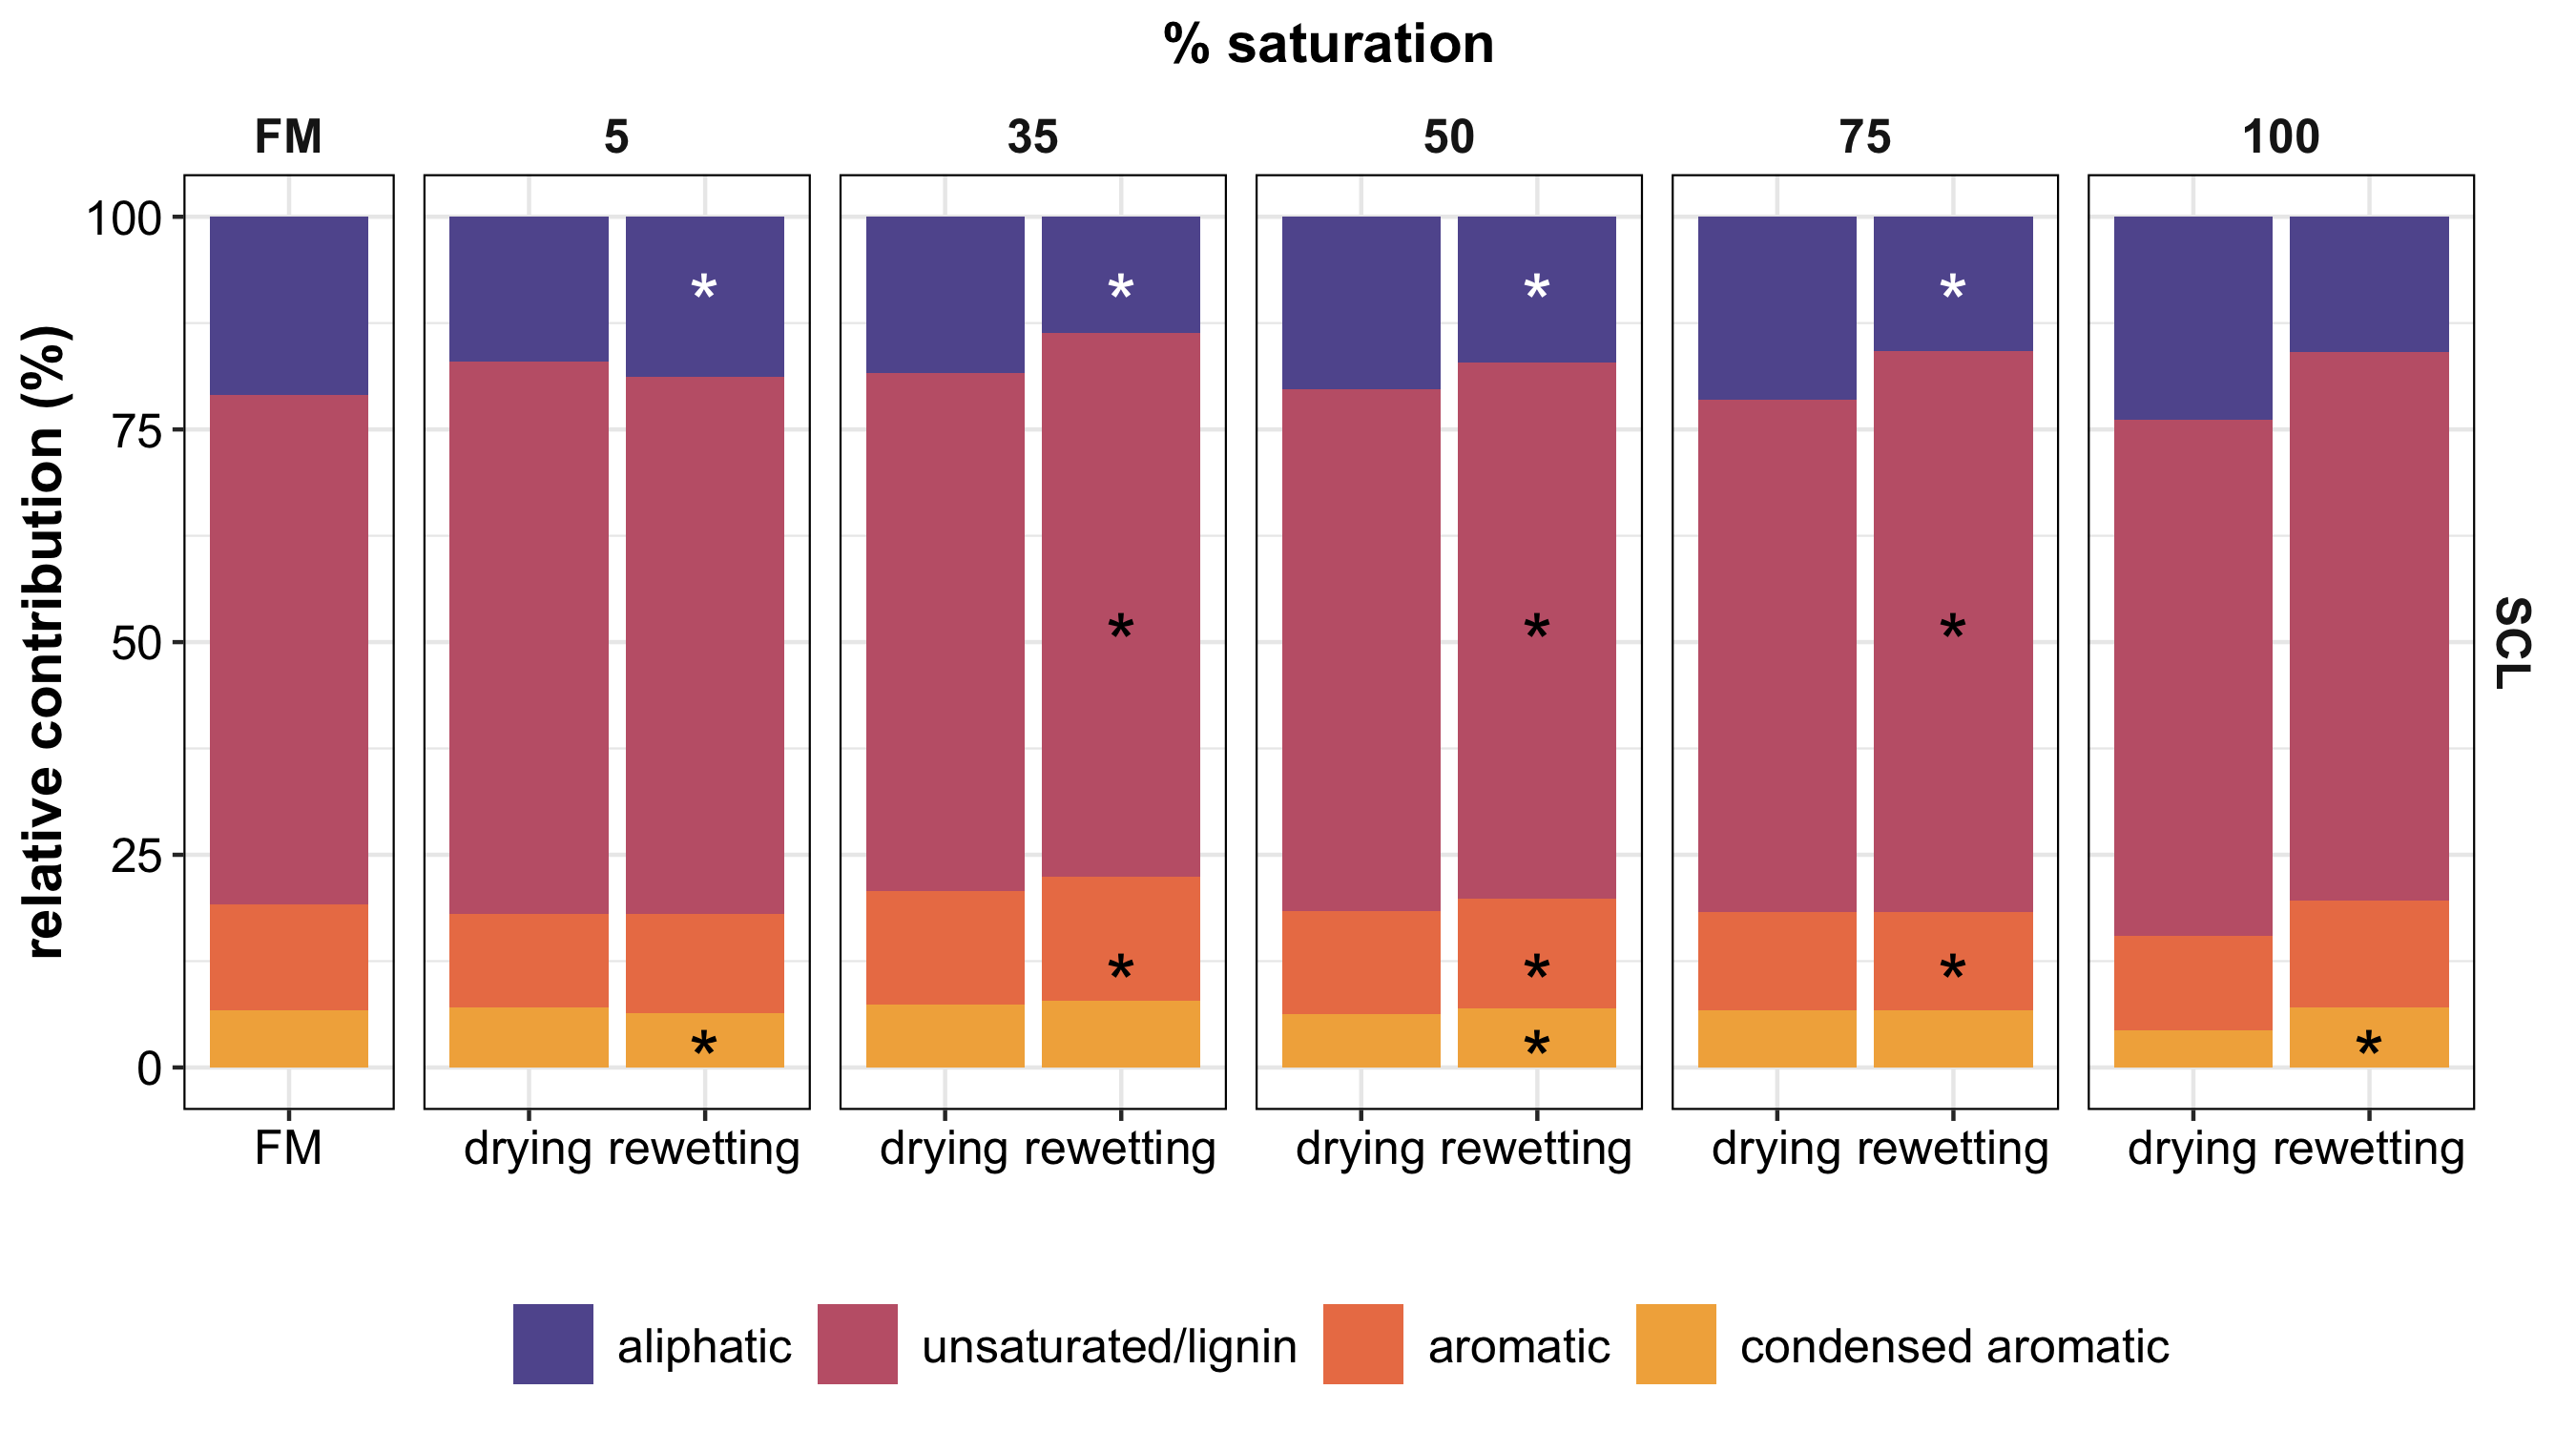 % saturation
FM 5 35 50 75 100
relative contribution (%)
100
75
50
25
0
* * * *
* * *
* * *
* * *
SCL
FM drying rewetting drying rewetting drying rewetting drying rewetting drying rewetting
aliphatic unsaturated/lignin aromatic condensed aromatic